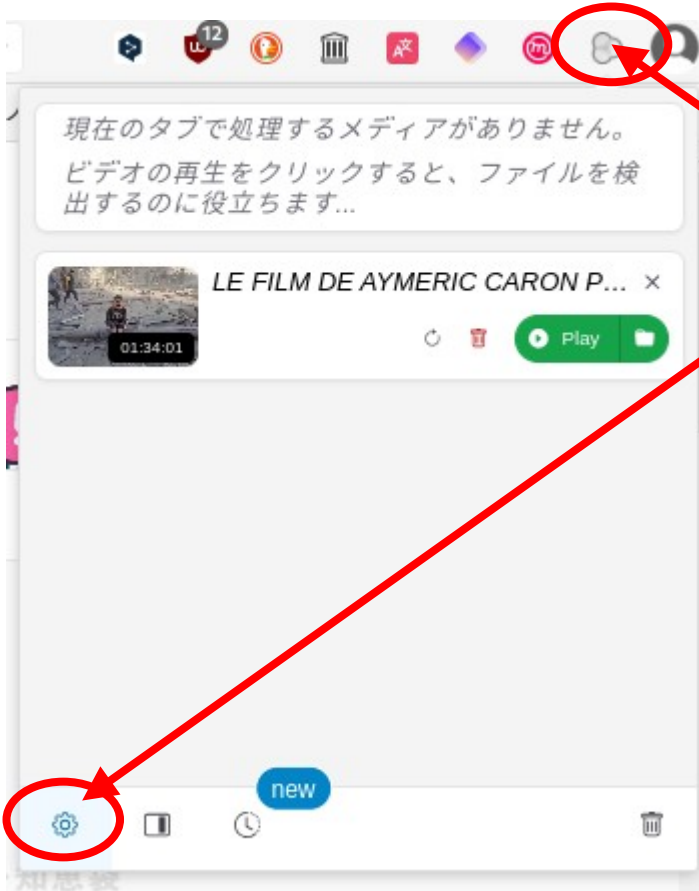 12
現在のタブで処理するメディアがありません。
ビデオの再生をクリックすると、ファイルを検
出するのに役立ちます...
LE FILM DE AYMERIC CARON P...
01:34:01
Play
new
知恵袋